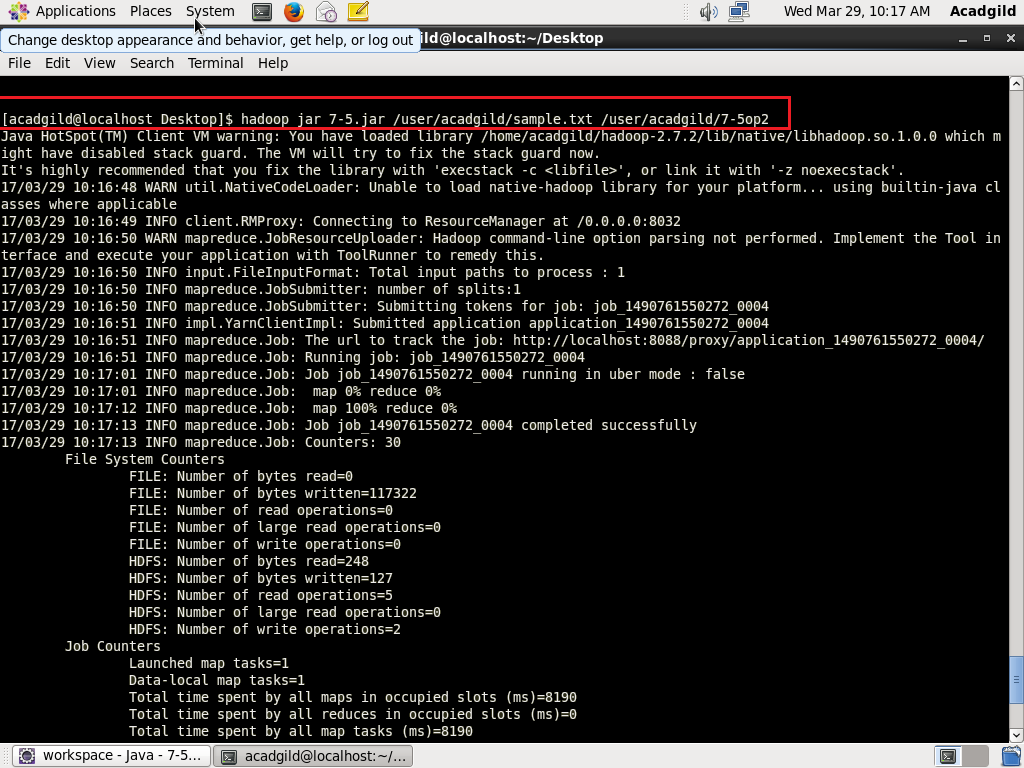 Applications Places System Wed Mar 29, 10:17 AM Acadgild
Change desktop appearance and behavior, get help, or log out
ild@localhost:~/Desktop
File Edit View Search Terminal Help
[acadgild@localhost Desktop]$ hadoop jar 7-5.jar /user/acadgild/sample.txt /user/acadgild/7-5op2
Java HotSpot(TM) Client VM warning: You have loaded library /home/acadgild/hadoop-2.7.2/lib/native/libhadoop.so.1.0.0 which m
ight have disabled stack guard. The VM will try to fix the stack guard now.
It's highly recommended that you fix the library with 'execstack -c <libfile>', or link it with '-z noexecstack'.
17/03/29 10:16:48 WARN util.NativeCodeLoader: Unable to load native-hadoop library for your platform... using builtin-java cl
asses where applicable
17/03/29 10:16:49 INFO client.RMProxy: Connecting to ResourceManager at /0.0.0.0:8032
17/03/29 10:16:50 WARN mapreduce.JobResourceUploader: Hadoop command-line option parsing not performed. Implement the Tool in
terface and execute your application with ToolRunner to remedy this.
17/03/29 10:16:50 INFO input.FileInputFormat: Total input paths to process : 1
17/03/29 10:16:50 INFO mapreduce.JobSubmitter: number of splits:1
17/03/29 10:16:50 INFO mapreduce.JobSubmitter: Submitting tokens for job: job_1490761550272_0004
17/03/29 10:16:51 INFO impl.YarnClientImpl: Submitted application application_1490761550272_0004
17/03/29 10:16:51 INFO mapreduce.Job: The url to track the job: http://localhost:8088/proxy/application_1490761550272_0004/
17/03/29 10:16:51 INFO mapreduce.Job: Running job: job_1490761550272_0004
17/03/29 10:17:01 INFO mapreduce.Job: Job job_1490761550272_0004 running in uber mode : false
17/03/29 10:17:01 INFO mapreduce.Job:  map 0% reduce 0%
17/03/29 10:17:12 INFO mapreduce.Job:  map 100% reduce 0%
17/03/29 10:17:13 INFO mapreduce.Job: Job job_1490761550272_0004 completed successfully
17/03/29 10:17:13 INFO mapreduce.Job: Counters: 30
File System Counters
FILE: Number of bytes read=0
FILE: Number of bytes written=117322
FILE: Number of read operations=0
FILE: Number of large read operations=0
FILE: Number of write operations=0
HDFS: Number of bytes read=248
HDFS: Number of bytes written=127
HDFS: Number of read operations=5
HDFS: Number of large read operations=0
HDFS: Number of write operations=2
Job Counters
Launched map tasks=1
Data-local map tasks=1
Total time spent by all maps in occupied slots (ms)=8190
Total time spent by all reduces in occupied slots (ms)=0
Total time spent by all map tasks (ms)=8190
workspace - Java - 7-5... acadgild@localhost:~/...